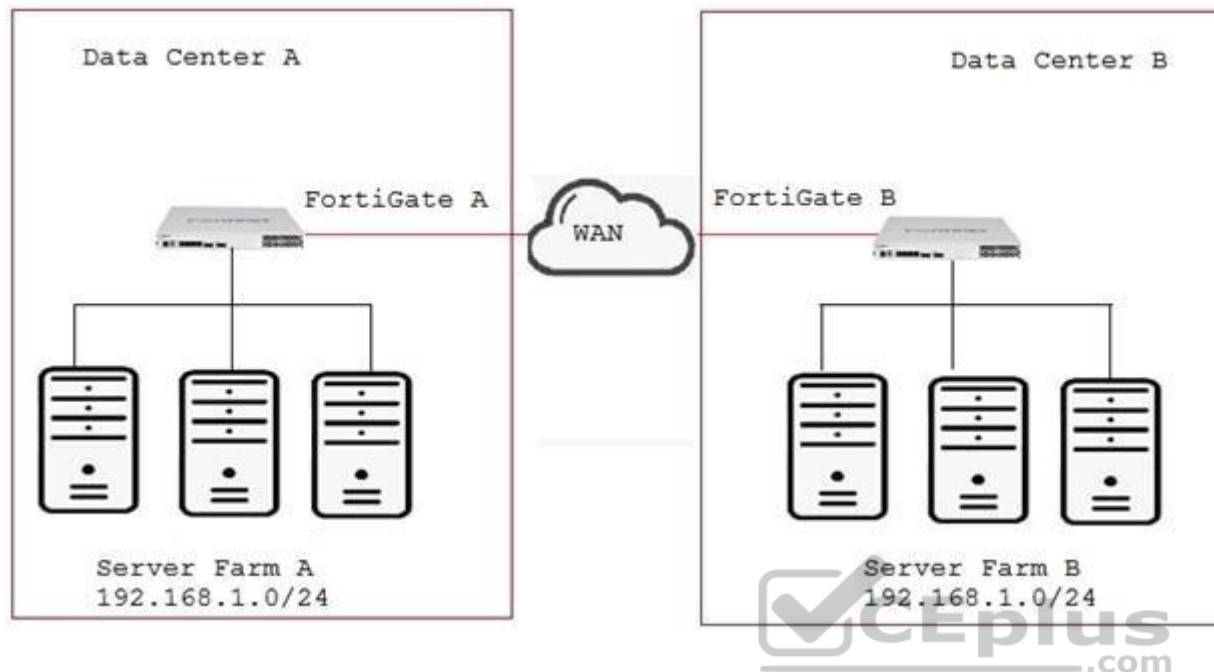 Data Center A
Data Center B
FortiGate A
FortiGate B
WAN
Server Farm A
192.168.1.0/24
Server Farm B
192.168.1.0/24
CEplus
.com